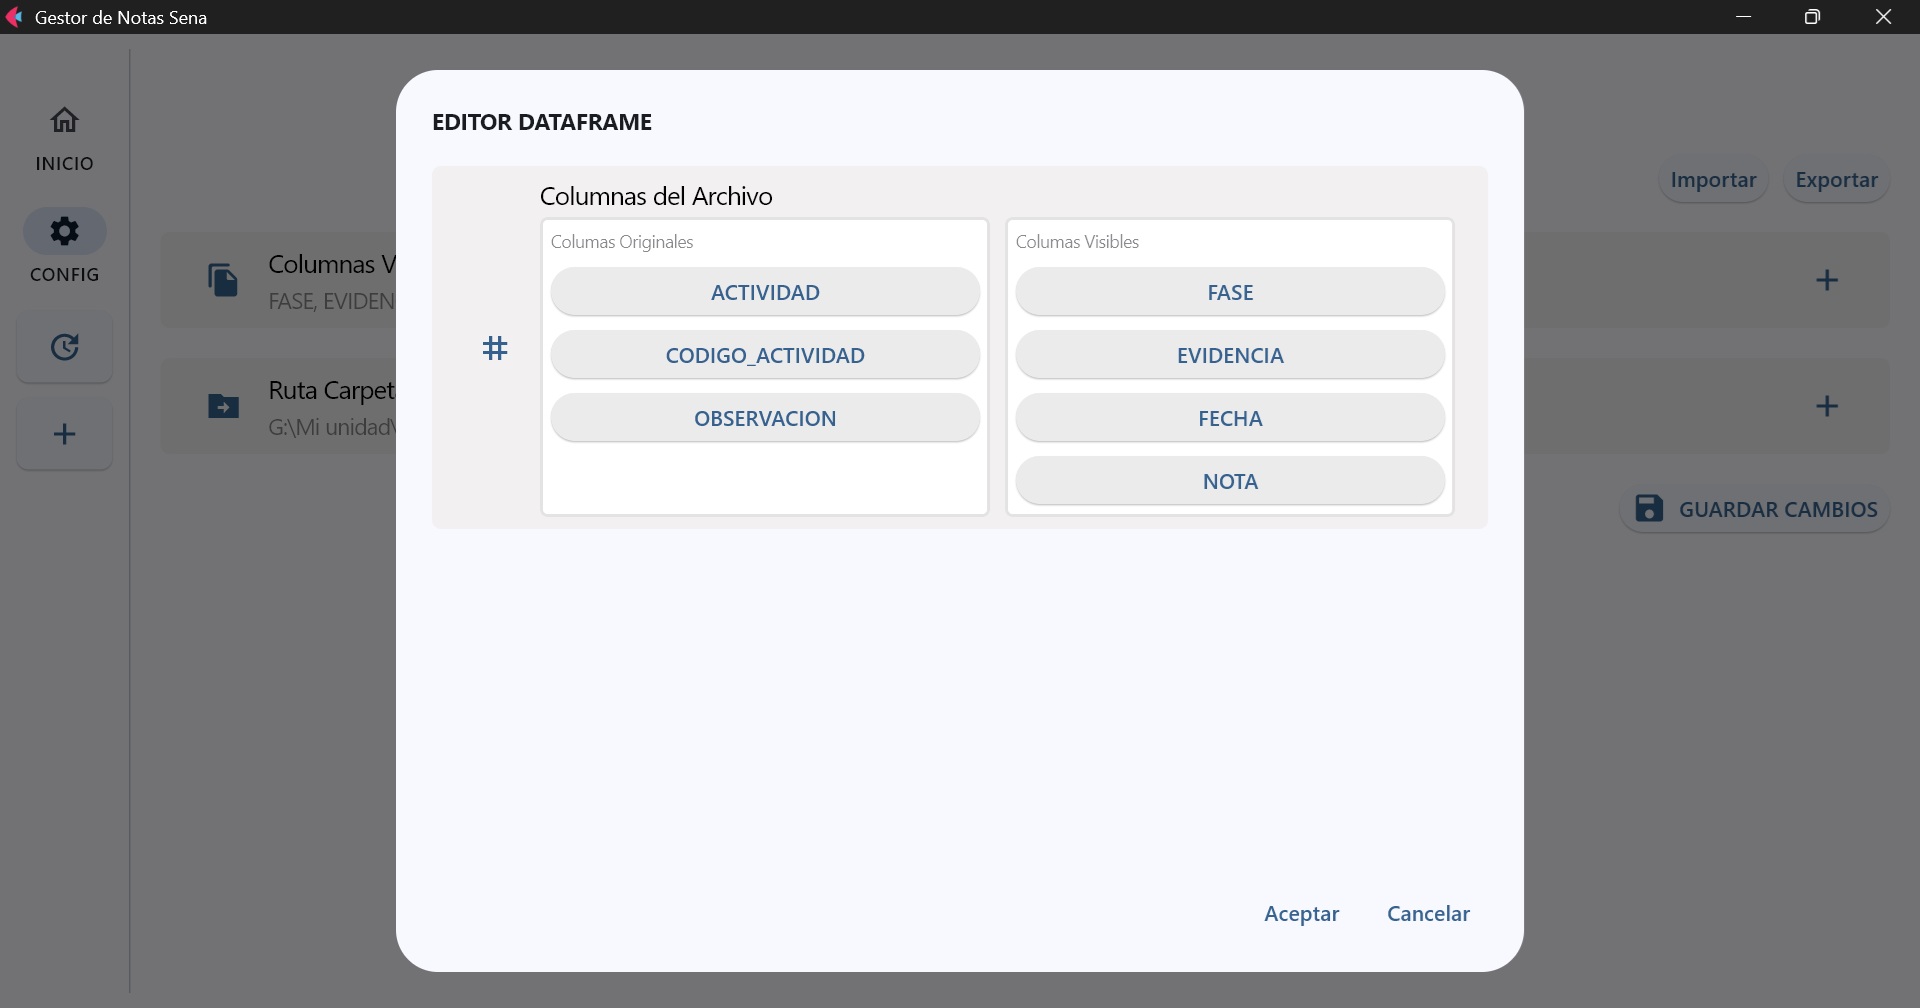 Gestor de Notas Sena
INICIO
CONFIG
Importar
Exportar
Columnas V
FASE, EVIDEN
Ruta Carpet
G:\Mi unidad\
GUARDAR CAMBIOS
EDITOR DATAFRAME
Columnas del Archivo
Columas Originales
ACTIVIDAD
CODIGO_ACTIVIDAD
OBSERVACION
Columas Visibles
FASE
EVIDENCIA
FECHA
NOTA
Aceptar
Cancelar